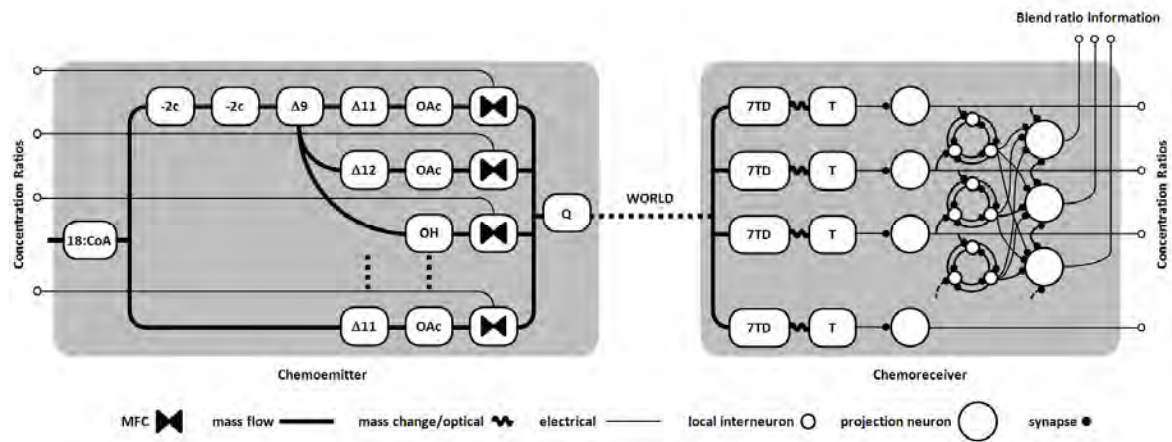 Blend ratio Information
Concentration Ratios
-2c -2c Δ9 Δ11 OAc
Δ12 OAc
18:CoA OH
Δ11 OAc
Q
WORLD
7TD T
7TD T
7TD T
7TD T
Concentration Ratios
Chemoemitter Chemoreceiver
MFC mass flow mass change/optical electrical local interneuron projection neuron synapse